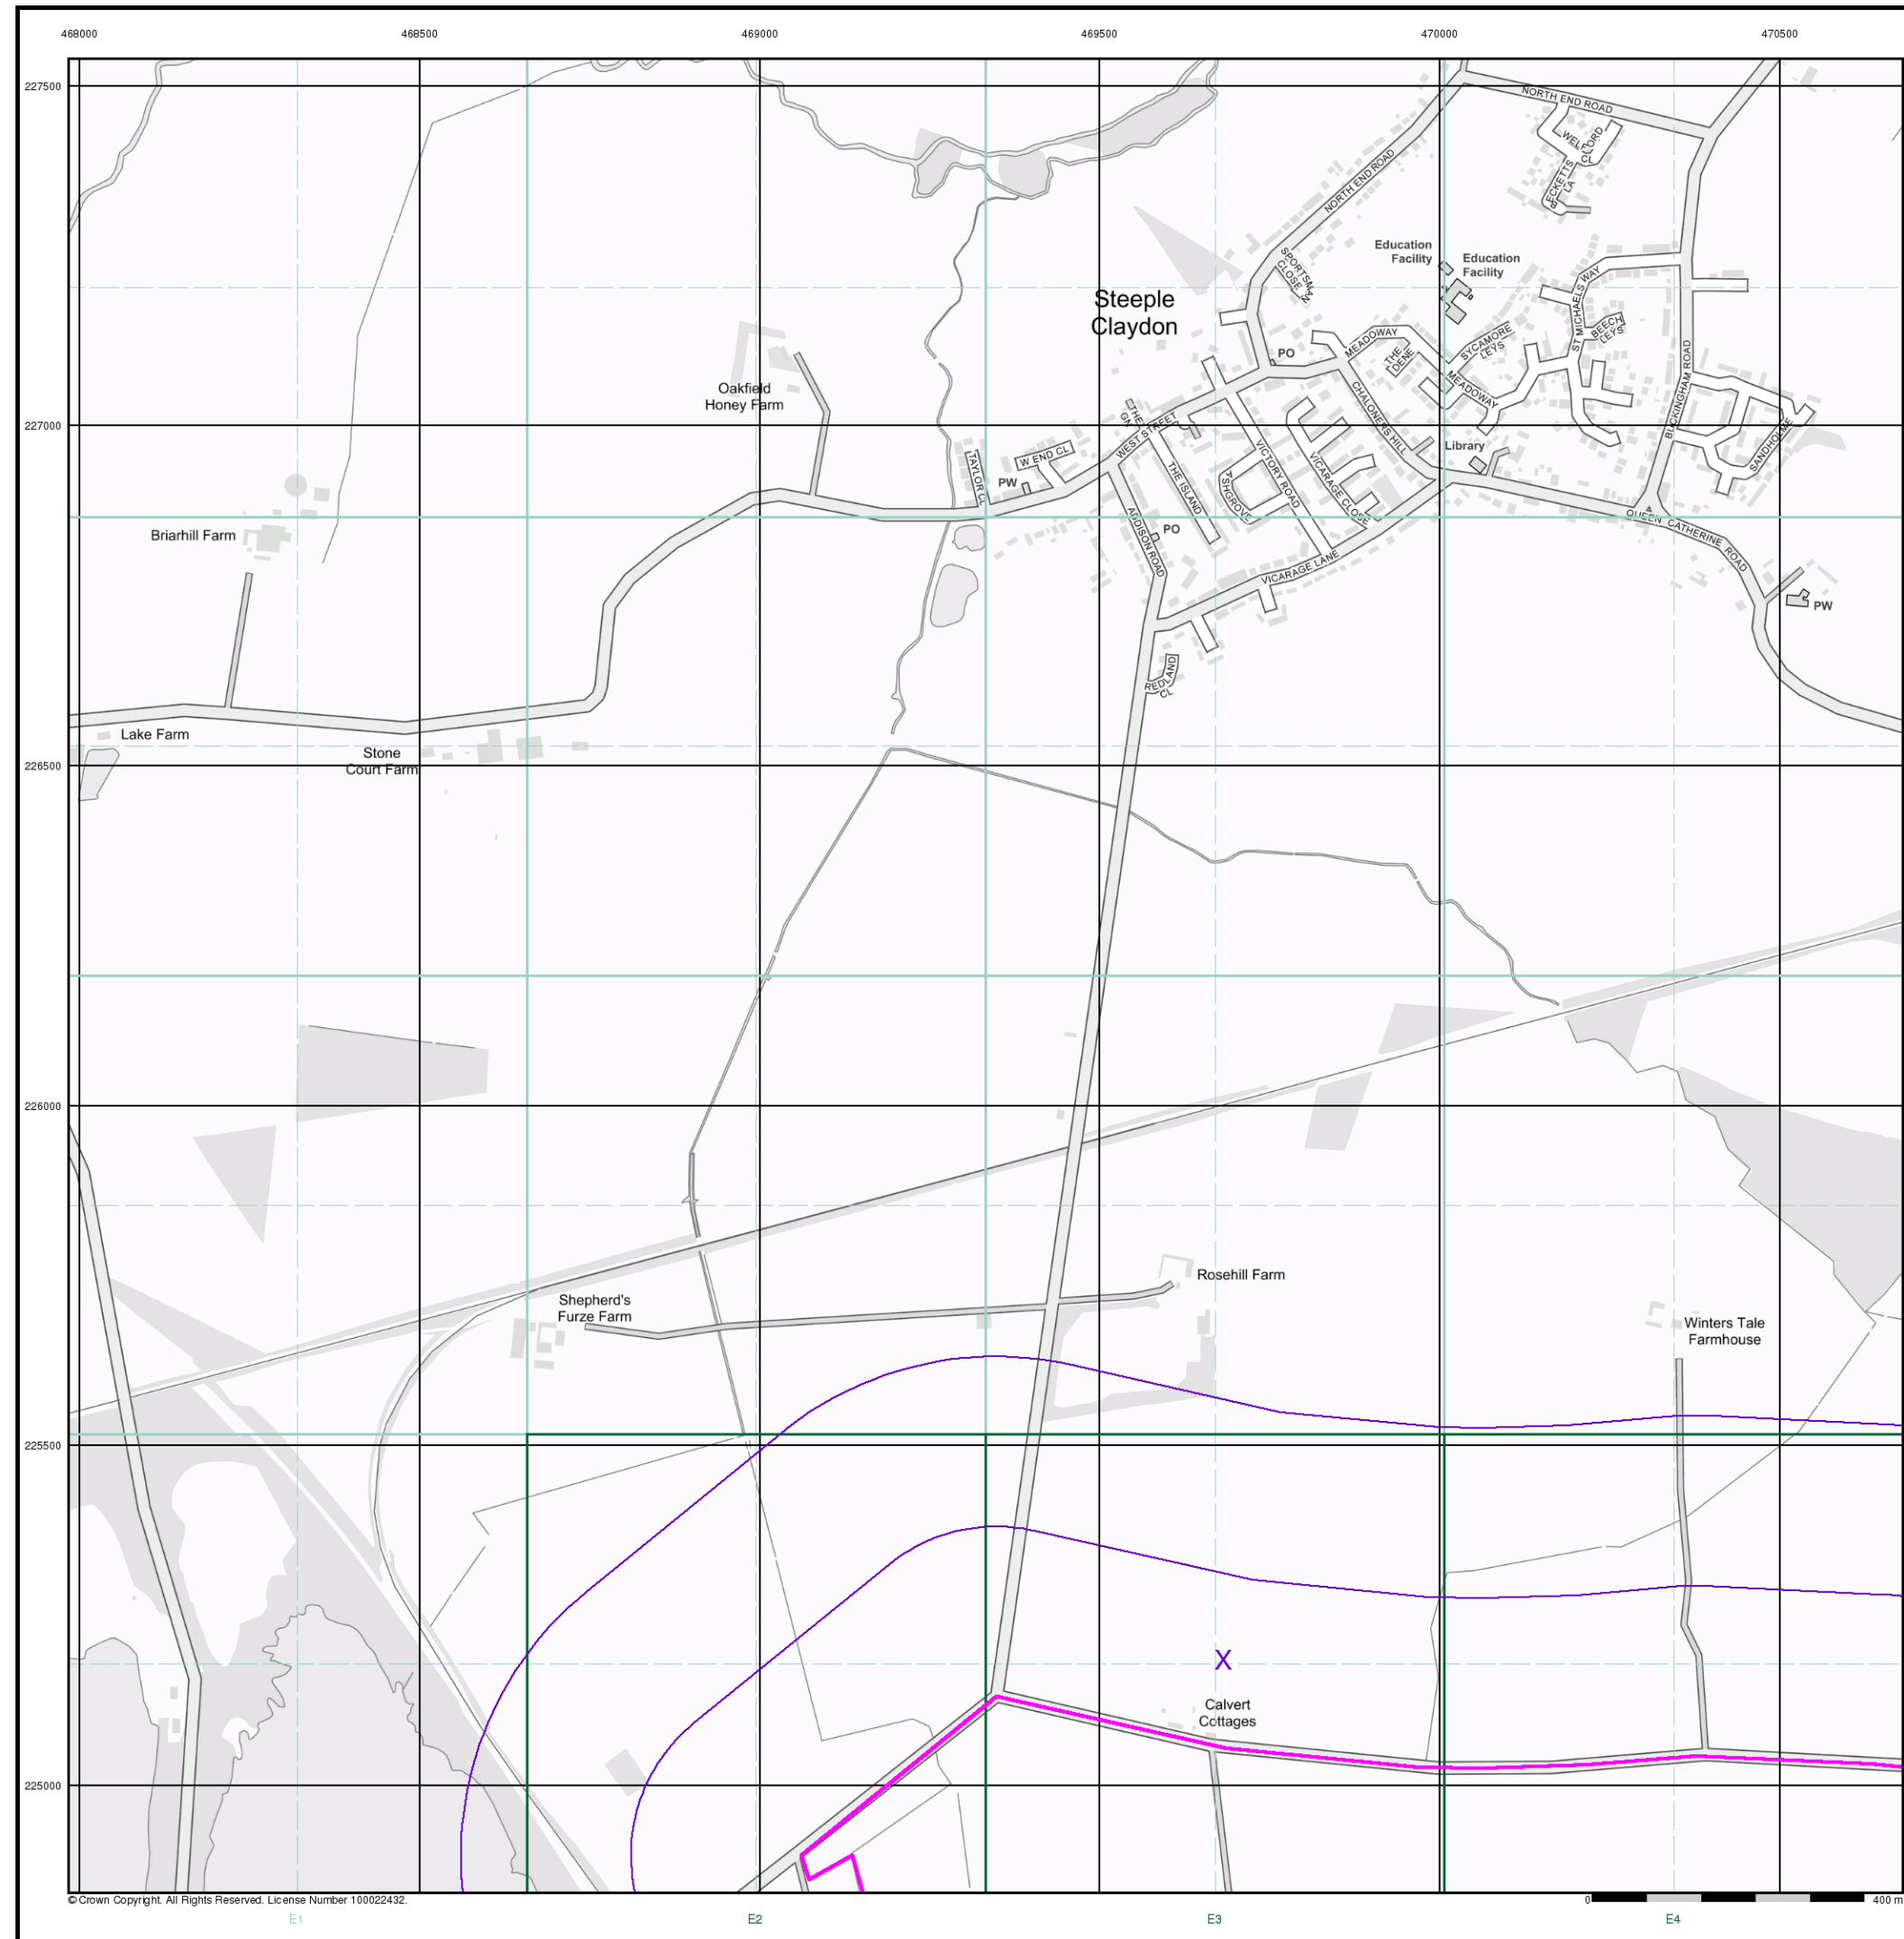 468000 468500 469000 469500 470000 470500
227500
227000
226500
226000
225500
225000
NORTH END ROAD
ECKETTS
LA
NORTH END ROAD
Education
Facility
Education
Facility
SPORTSMAN
CLOSE
Steeple
Claydon
ST MICHAELS WAY
BEECH
LEYS
SYCAMORE
LEYS
MEADOWAY
THE
DENE
MEADOWAY
PO
BUCKINGHAM ROAD
CHALONERS HILL
Oakfield
Honey Farm
THE
GN
WEST STREET
SANDHOLME
Library
W END CL
TAYLOR CL
PW
THE ISLAND
VICTORY ROAD
VICARAGE CLOSE
ASHGROVE
Briarhill Farm
ADDISON ROAD
PO
QUEEN CATHERINE ROAD
VICARAGE LANE
PW
REDLAND
CL
Lake Farm
Stone
Court Farm
Rosehill Farm
Shepherd's
Furze Farm
Winters Tale
Farmhouse
X
Calvert
Cottages
© Crown Copyright. All Rights Reserved. License Number 100022432.
0 400 m
E1 E2 E3 E4